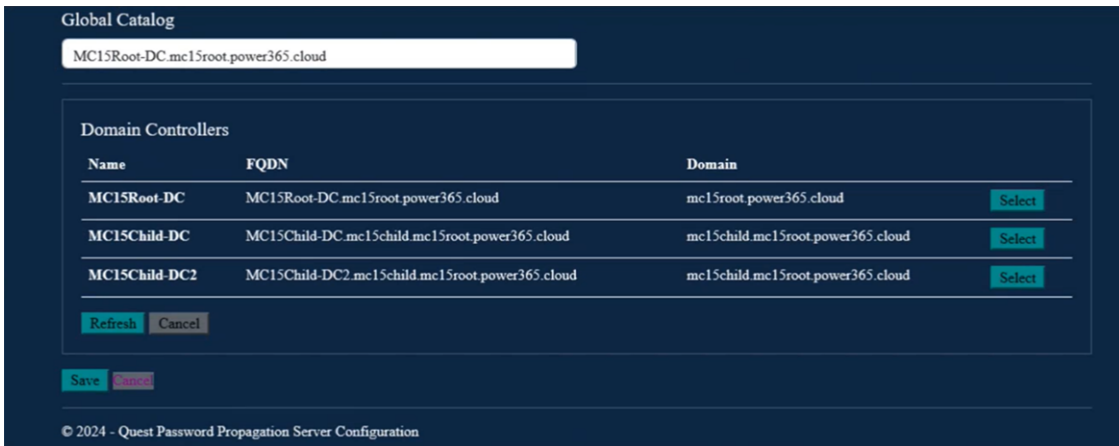 Global Catalog
MC15Root-DC.mc15root.power365.cloud
Domain Controllers
Name FQDN Domain
MC15Root-DC MC15Root-DC.mc15root.power365.cloud mc15root.power365.cloud Select
MC15Child-DC MC15Child-DC.mc15child.mc15root.power365.cloud mc15child.mc15root.power365.cloud Select
MC15Child-DC2 MC15Child-DC2.mc15child.mc15root.power365.cloud mc15child.mc15root.power365.cloud Select
Refresh Cancel
Save Cancel
© 2024 - Quest Password Propagation Server Configuration